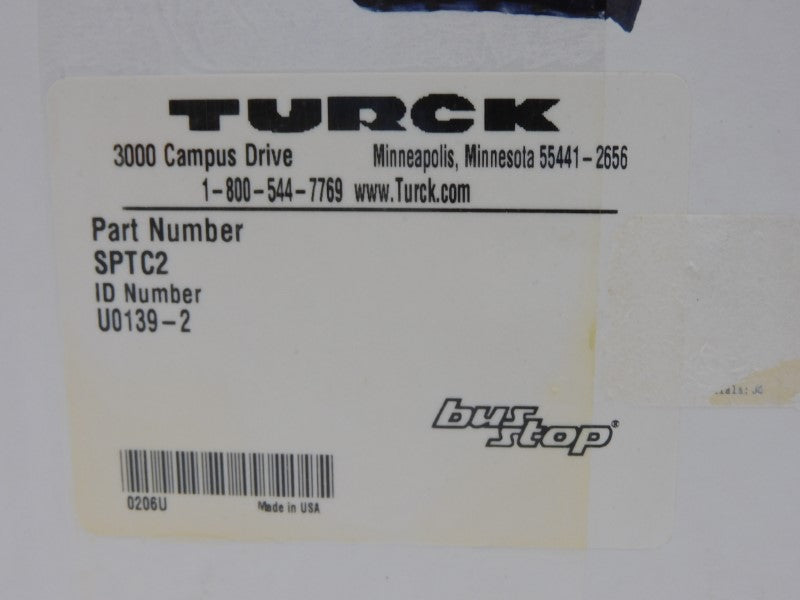 TURCK
3000 Campus Drive Minneapolis, Minnesota 55441-2656
1-800-544-7769 www.Turck.com
Part Number
SPTC2
ID Number
U0139-2
bus stop®
0206U Made in USA